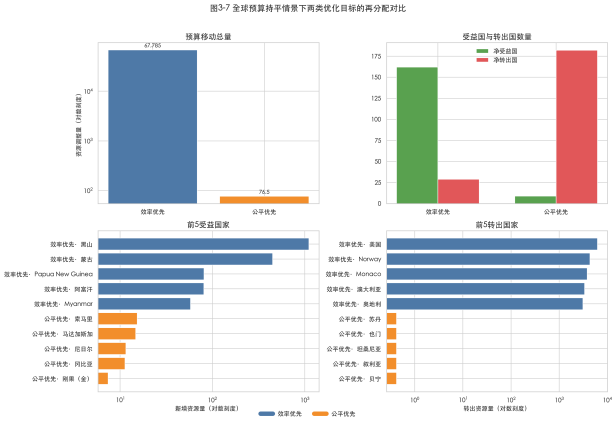 图3-7 全球预算持平情景下两类优化目标的再分配对比
预算移动总量
67,785
76.5
10⁴
10³
10²
资源调整量（对数刻度）
效率优先
公平优先
受益国与转出国数量
净受益国
净转出国
175
150
125
100
75
50
25
0
效率优先
公平优先
前5受益国家
效率优先 · 黑山
效率优先 · 蒙古
效率优先 · Papua New Guinea
效率优先 · 阿富汗
效率优先 · Myanmar
公平优先 · 索马里
公平优先 · 马达加斯加
公平优先 · 尼日尔
公平优先 · 冈比亚
公平优先 · 刚果（金）
10¹
10²
10³
新增资源量（对数刻度）
前5转出国家
效率优先 · 美国
效率优先 · Norway
效率优先 · Monaco
效率优先 · 澳大利亚
效率优先 · 奥地利
公平优先 · 苏丹
公平优先 · 也门
公平优先 · 坦桑尼亚
公平优先 · 叙利亚
公平优先 · 贝宁
10⁰
10¹
10²
10³
10⁴
转出资源量（对数刻度）
效率优先
公平优先